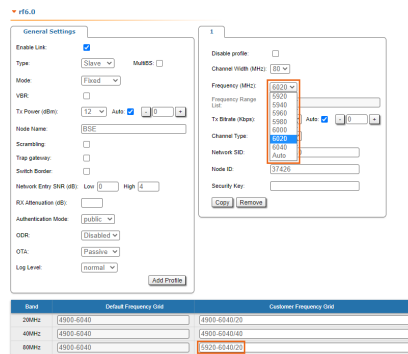 rf6.0
General Settings
Enable Link:
Type: Slave MultiBS:
Mode: Fixed
VBR:
Tx Power (dBm): 12 Auto: - 0 +
Node Name: BSE
Scrambling:
Trap gateway:
Switch Border:
Network Entry SNR (dB): Low 0 High 4
RX Attenuation (dB):
Authentication Mode: public
ODR: Disabled
OTA: Passive
Log Level: normal
Add Profile
1
Disable profile:
Channel Width (MHz): 80
Frequency (MHz): 6020
5920
5940
5960
5980
6000
6020
6040
Auto
Frequency Range
List:
Tx Bitrate (Kbps): Auto: - 0 +
Channel Type:
Network SID:
Node ID: 37426
Security Key:
Copy Remove
Band Default Frequency Grid Customer Frequency Grid
20MHz 4900-6040 4900-6040/20
40MHz 4900-6040 4900-6040/40
80MHz 4900-6040 5920-6040/20